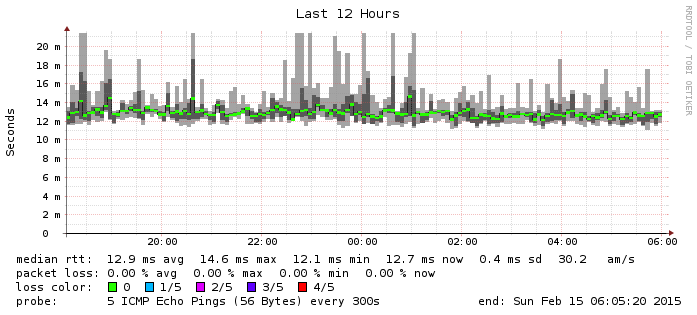 Last 12 Hours
RRDTOOL / TOBI OETIKER
Seconds
20 m
18 m
16 m
14 m
12 m
10 m
8 m
6 m
4 m
2 m
0
20:00 22:00 00:00 02:00 04:00 06:00
median rtt: 12.9 ms avg 14.6 ms max 12.1 ms min 12.7 ms now 0.4 ms sd 30.2 am/s
packet loss: 0.00 % avg 0.00 % max 0.00 % min 0.00 % now
loss color: 0 1/5 2/5 3/5 4/5
probe: 5 ICMP Echo Pings (56 Bytes) every 300s end: Sun Feb 15 06:05:20 2015